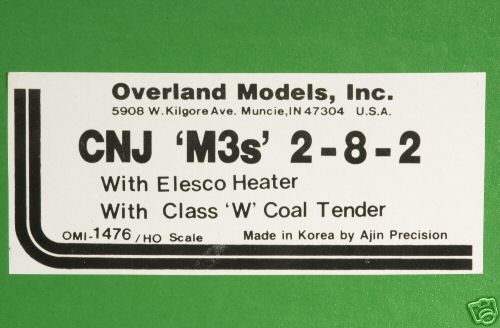 Overland Models, Inc.
5908 W. Kilgore Ave. Muncie, IN 47304 U.S.A.
CNJ 'M3s' 2-8-2
With Elesco Heater
With Class 'W' Coal Tender
OMI-1476/HO Scale Made in Korea by Ajin Precision